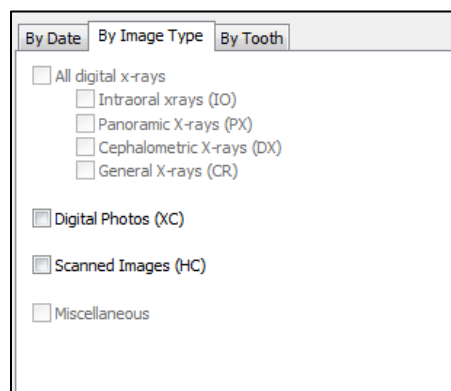 By Date By Image Type By Tooth
All digital x-rays
Intraoral xrays (IO)
Panoramic X-rays (PX)
Cephalometric X-rays (DX)
General X-rays (CR)
Digital Photos (XC)
Scanned Images (HC)
Miscellaneous